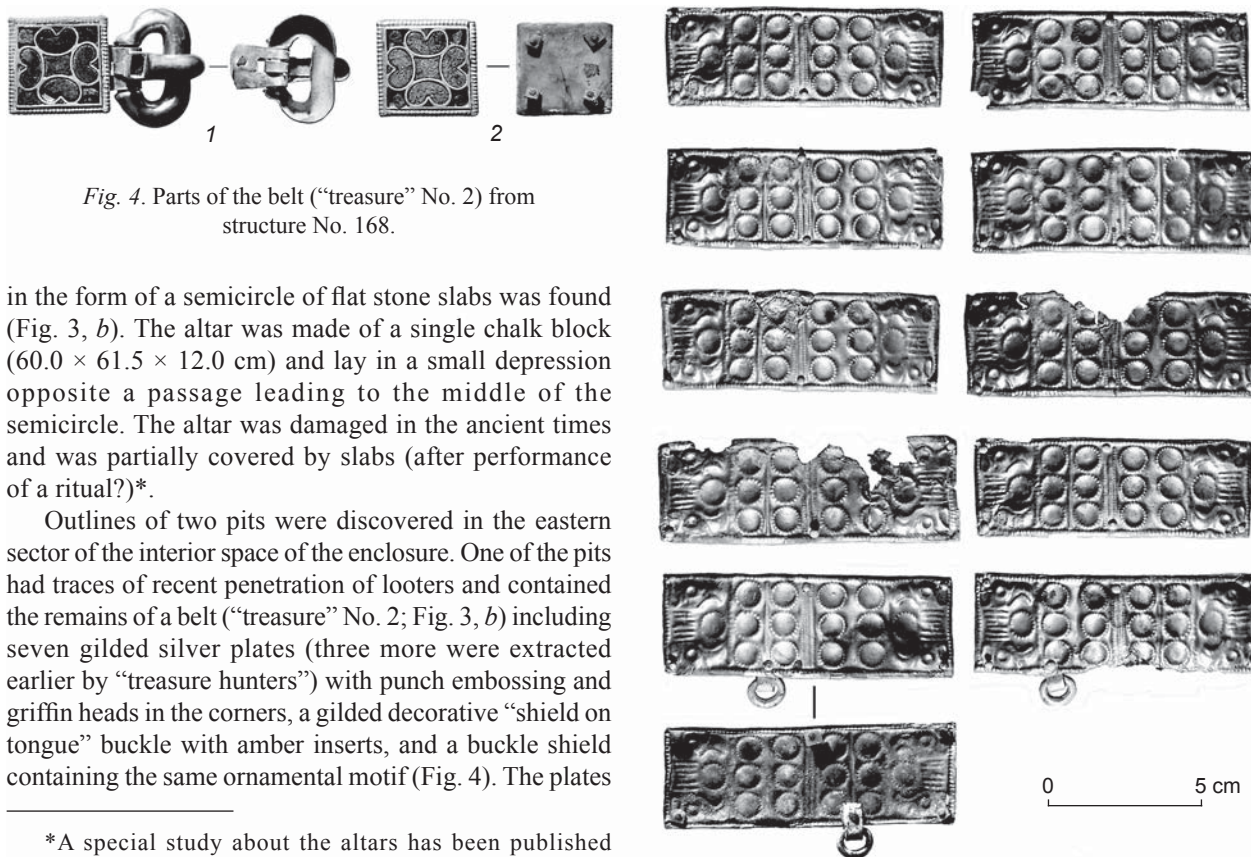 1
2
Fig. 4. Parts of the belt (“treasure” No. 2) from
structure No. 168.
in the form of a semicircle of flat stone slabs was found
(Fig. 3, b). The altar was made of a single chalk block
(60.0 × 61.5 × 12.0 cm) and lay in a small depression
opposite a passage leading to the middle of the
semicircle. The altar was damaged in the ancient times
and was partially covered by slabs (after performance
of a ritual?)*.
Outlines of two pits were discovered in the eastern
sector of the interior space of the enclosure. One of the pits
had traces of recent penetration of looters and contained
the remains of a belt (“treasure” No. 2; Fig. 3, b) including
seven gilded silver plates (three more were extracted
earlier by “treasure hunters”) with punch embossing and
griffin heads in the corners, a gilded decorative “shield on
tongue” buckle with amber inserts, and a buckle shield
containing the same ornamental motif (Fig. 4). The plates
*A special study about the altars has been published
0 5 cm